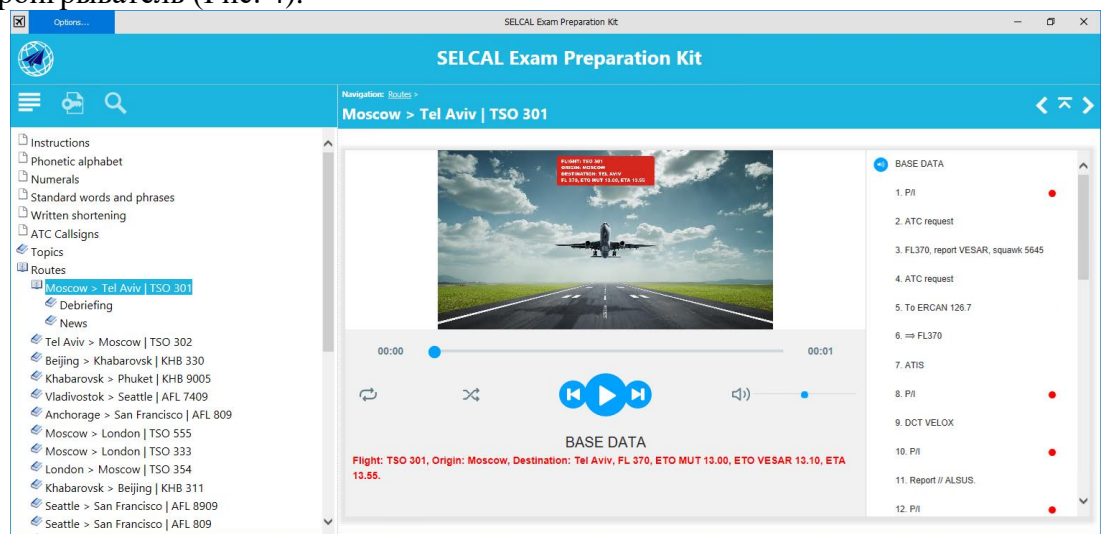 роигрыватель (Рис. 4).
Options...
SELCAL Exam Preparation Kit
SELCAL Exam Preparation Kit
Navigation: Routes >
Moscow > Tel Aviv | TSO 301
Instructions
Phonetic alphabet
Numerals
Standard words and phrases
Written shortening
ATC Callsigns
Topics
Routes
Moscow > Tel Aviv | TSO 301
Debriefing
News
Tel Aviv > Moscow | TSO 302
Beijing > Khabarovsk | KHB 330
Khabarovsk > Phuket | KHB 9005
Vladivostok > Seattle | AFL 7409
Anchorage > San Francisco | AFL 809
Moscow > London | TSO 555
Moscow > London | TSO 333
London > Moscow | TSO 354
Khabarovsk > Beijing | KHB 311
Seattle > San Francisco | AFL 8909
Seattle > San Francisco | AFL 809
FLIGHT: TSO 301
ORIGIN: MOSCOW
DESTINATION: TEL AVIV
FL 370, ETO MUT 13.00, ETA 13.55
00:00
00:01
BASE DATA
Flight: TSO 301, Origin: Moscow, Destination: Tel Aviv, FL 370, ETO MUT 13.00, ETO VESAR 13.10, ETA
13.55.
BASE DATA
1. P/I
2. ATC request
3. FL370, report VESAR, squawk 5645
4. ATC request
5. To ERCAN 126.7
6. ⇒ FL370
7. ATIS
8. P/I
9. DCT VELOX
10. P/I
11. Report // ALSUS.
12. P/I